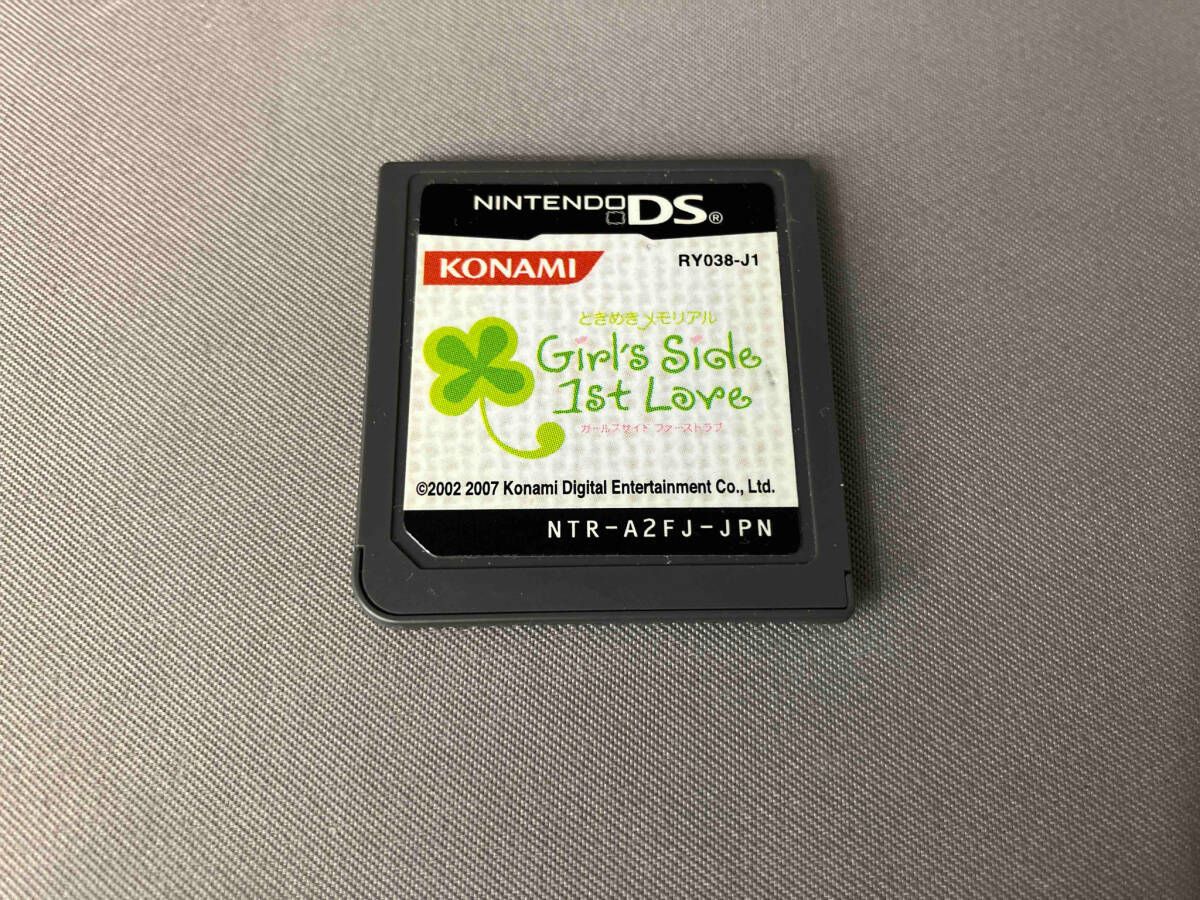 NINTENDO DS®
KONAMI
RY038-J1
ときめきメモリアル
Girl's Side
1st Love
ガールズサイド ファーストラブ
©2002 2007 Konami Digital Entertainment Co., Ltd.
NTR-A2FJ-JPN